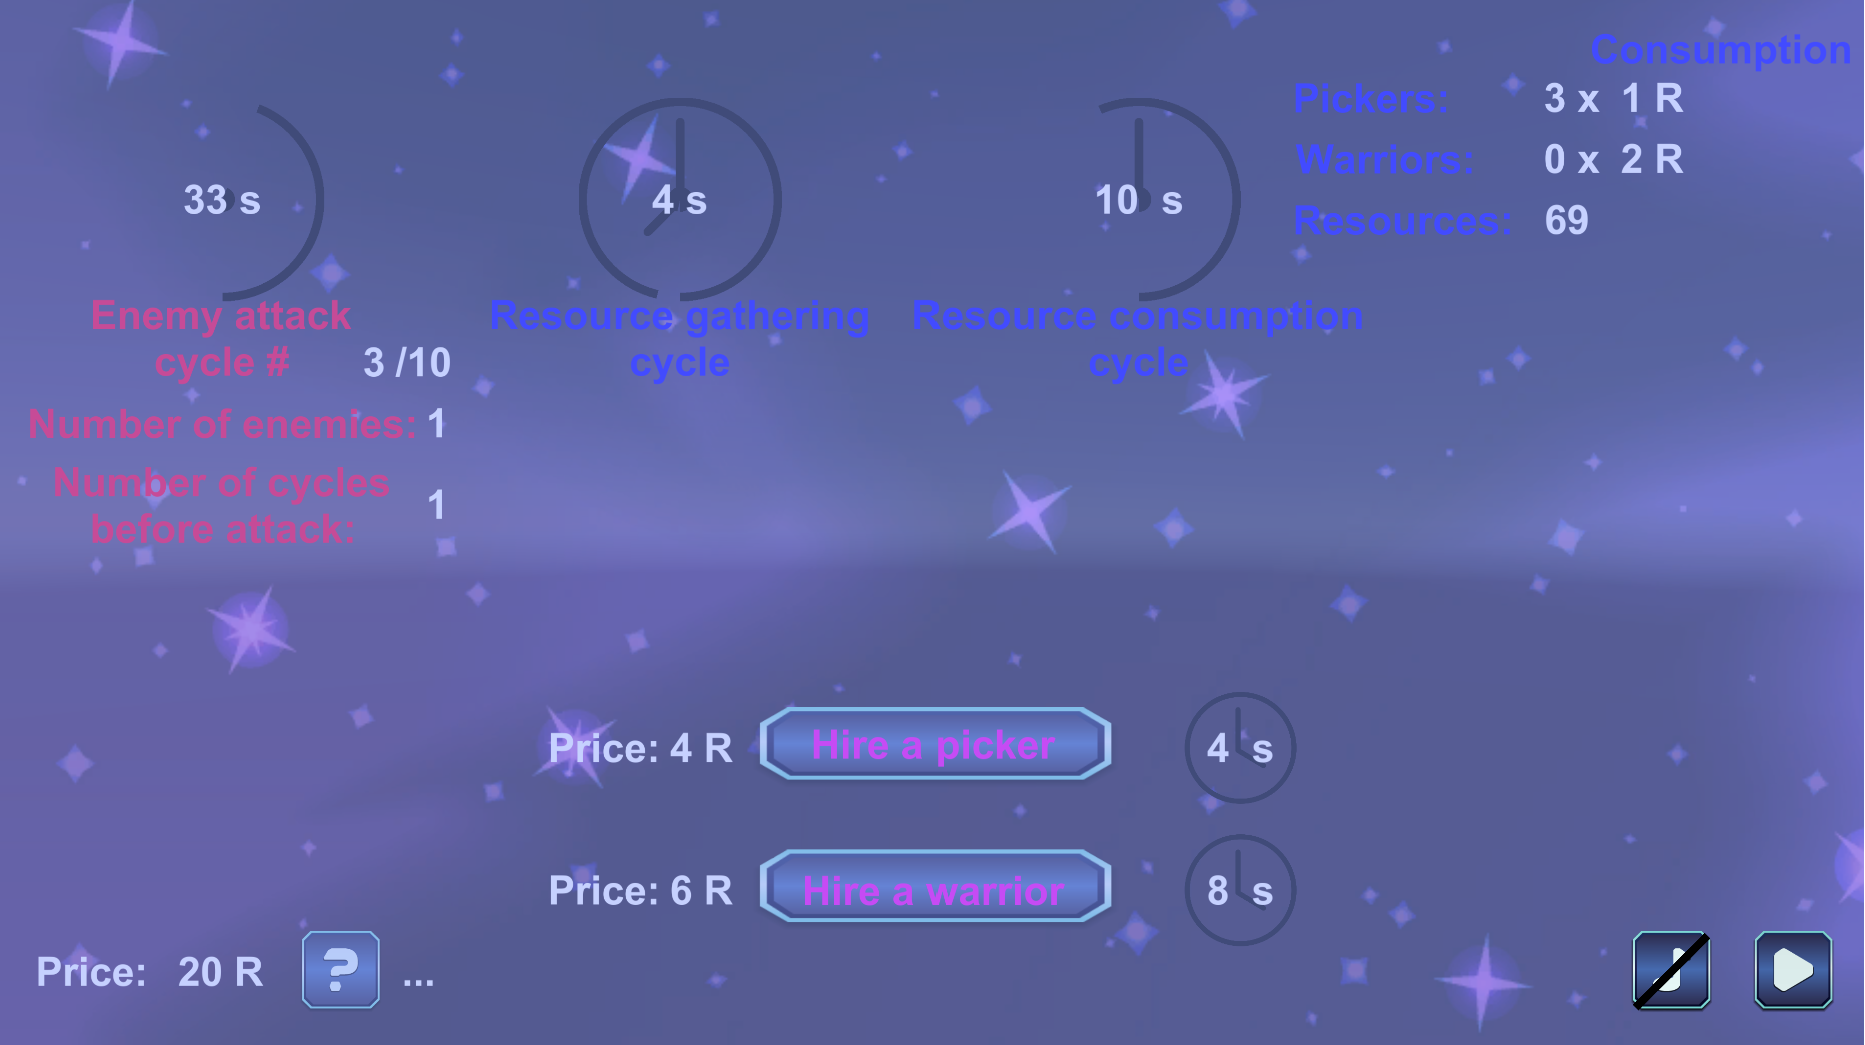 Consumption
Pickers: 3 x 1 R
Warriors: 0 x 2 R
Resources: 69
33 s
4 s
10 s
Enemy attack
cycle # 3 /10
Resource gathering
cycle
Resource consumption
cycle
Number of enemies: 1
Number of cycles
before attack: 1
Price: 4 R Hire a picker 4 s
Price: 6 R Hire a warrior 8 s
Price: 20 R ? ...